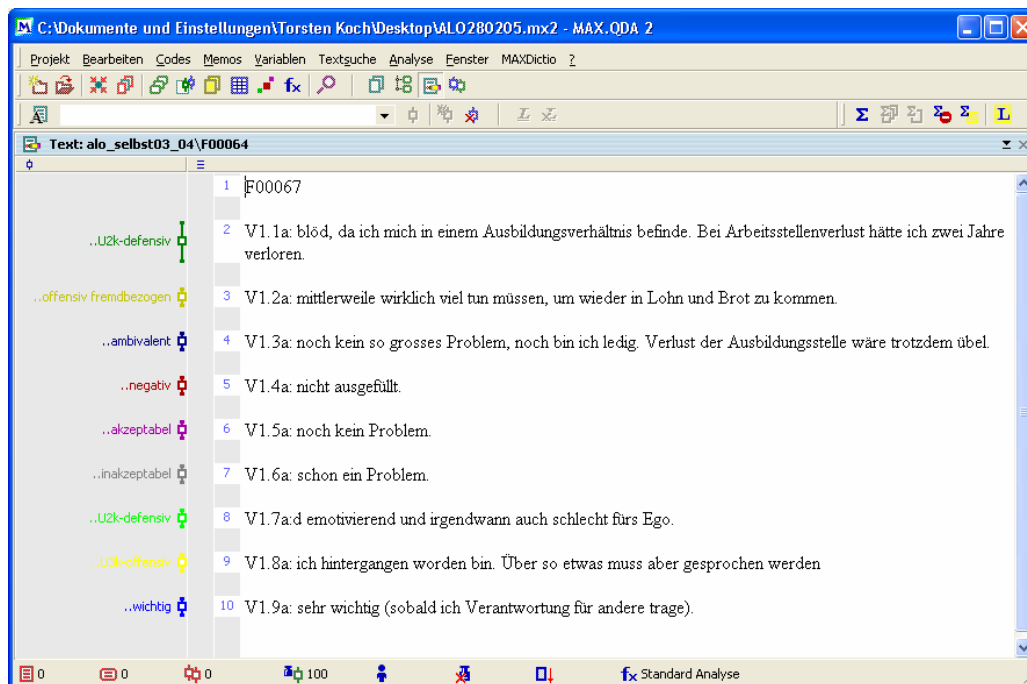 C:\Dokumente und Einstellungen\Torsten Koch\Desktop\ALO280205.mx2 - MAX.QDA 2
Projekt Bearbeiten Codes Memos Variablen Textsuche Analyse Fenster MAXDictio ?
Text: alo_selbst03_04\F00064
1 F00067
..U2k-defensiv 2 V1.1a: blöd, da ich mich in einem Ausbildungsverhältnis befinde. Bei Arbeitsstellenverlust hätte ich zwei Jahre
verloren.
..offensiv fremdbezogen 3 V1.2a: mittlerweile wirklich viel tun müssen, um wieder in Lohn und Brot zu kommen.
..ambivalent 4 V1.3a: noch kein so grosses Problem, noch bin ich ledig. Verlust der Ausbildungsstelle wäre trotzdem übel.
..negativ 5 V1.4a: nicht ausgefüllt.
..akzeptabel 6 V1.5a: noch kein Problem.
..inakzeptabel 7 V1.6a: schon ein Problem.
..U2k-defensiv 8 V1.7a:d emotivierend und irgendwann auch schlecht fürs Ego.
..U3k-offensiv 9 V1.8a: ich hintergangen worden bin. Über so etwas muss aber gesprochen werden
..wichtig 10 V1.9a: sehr wichtig (sobald ich Verantwortung für andere trage).
0 0 0 100 fx Standard Analyse